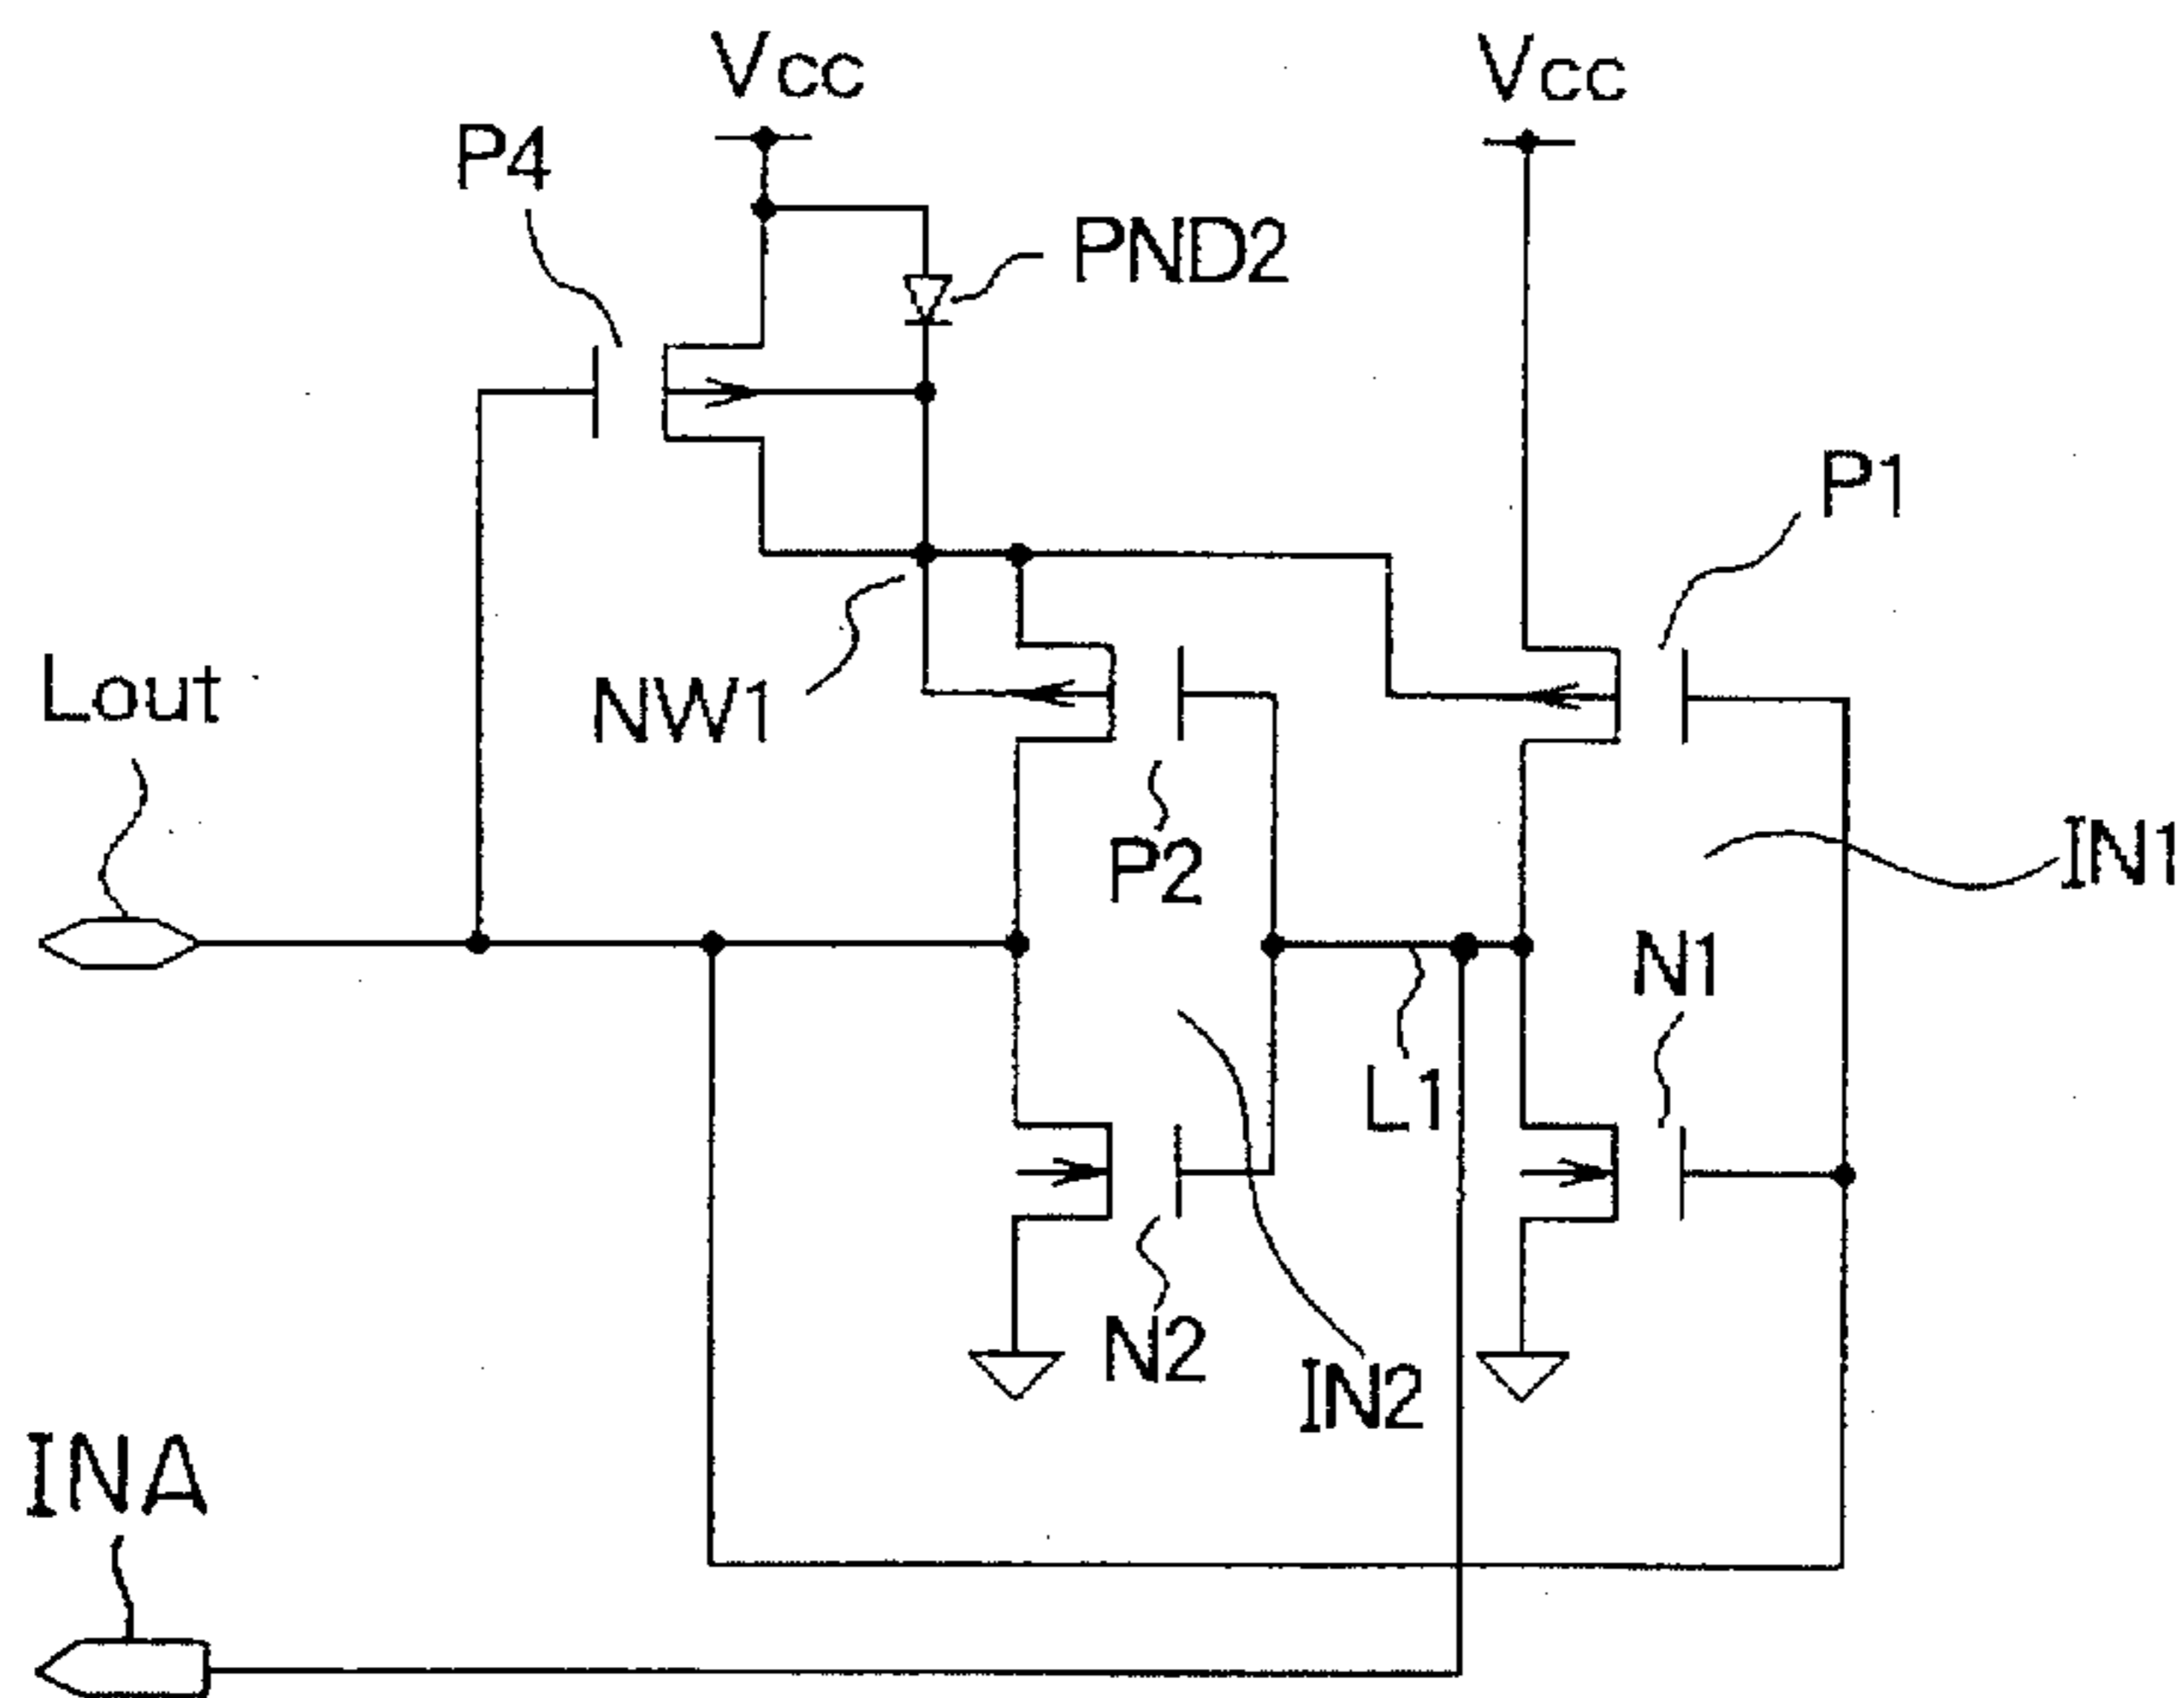 Vcc
Vcc
P4
PND2
P1
Lout
NW1
P2
IN1
N1
L1
N2
IN2
INA